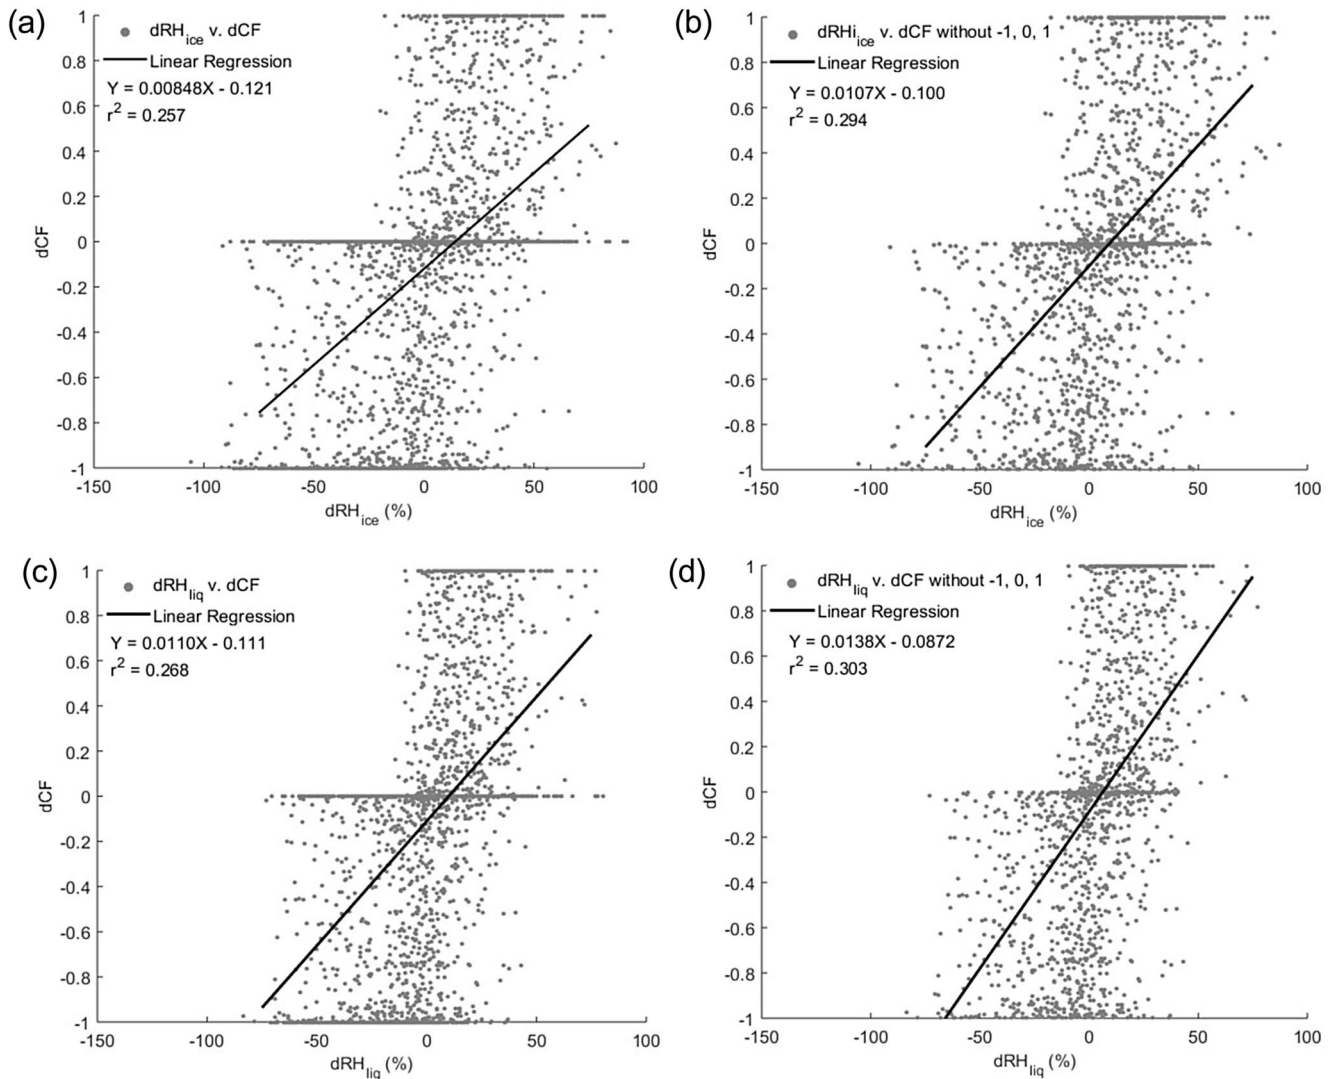 (a)
dRHice v. dCF
Linear Regression
Y = 0.00848X - 0.121
r2 = 0.257
1
0.8
0.6
0.4
0.2
0
-0.2
-0.4
-0.6
-0.8
-1
dCF
-150 -100 -50 0 50 100
dRHice (%)
(b)
dRHiice v. dCF without -1, 0, 1
Linear Regression
Y = 0.0107X - 0.100
r2 = 0.294
1
0.8
0.6
0.4
0.2
0
-0.2
-0.4
-0.6
-0.8
-1
dCF
-150 -100 -50 0 50 100
dRHice (%)
(c)
dRHliq v. dCF
Linear Regression
Y = 0.0110X - 0.111
r2 = 0.268
1
0.8
0.6
0.4
0.2
0
-0.2
-0.4
-0.6
-0.8
-1
dCF
-150 -100 -50 0 50 100
dRHliq (%)
(d)
dRHliq v. dCF without -1, 0, 1
Linear Regression
Y = 0.0138X - 0.0872
r2 = 0.303
1
0.8
0.6
0.4
0.2
0
-0.2
-0.4
-0.6
-0.8
-1
dCF
-150 -100 -50 0 50 100
dRHliq (%)